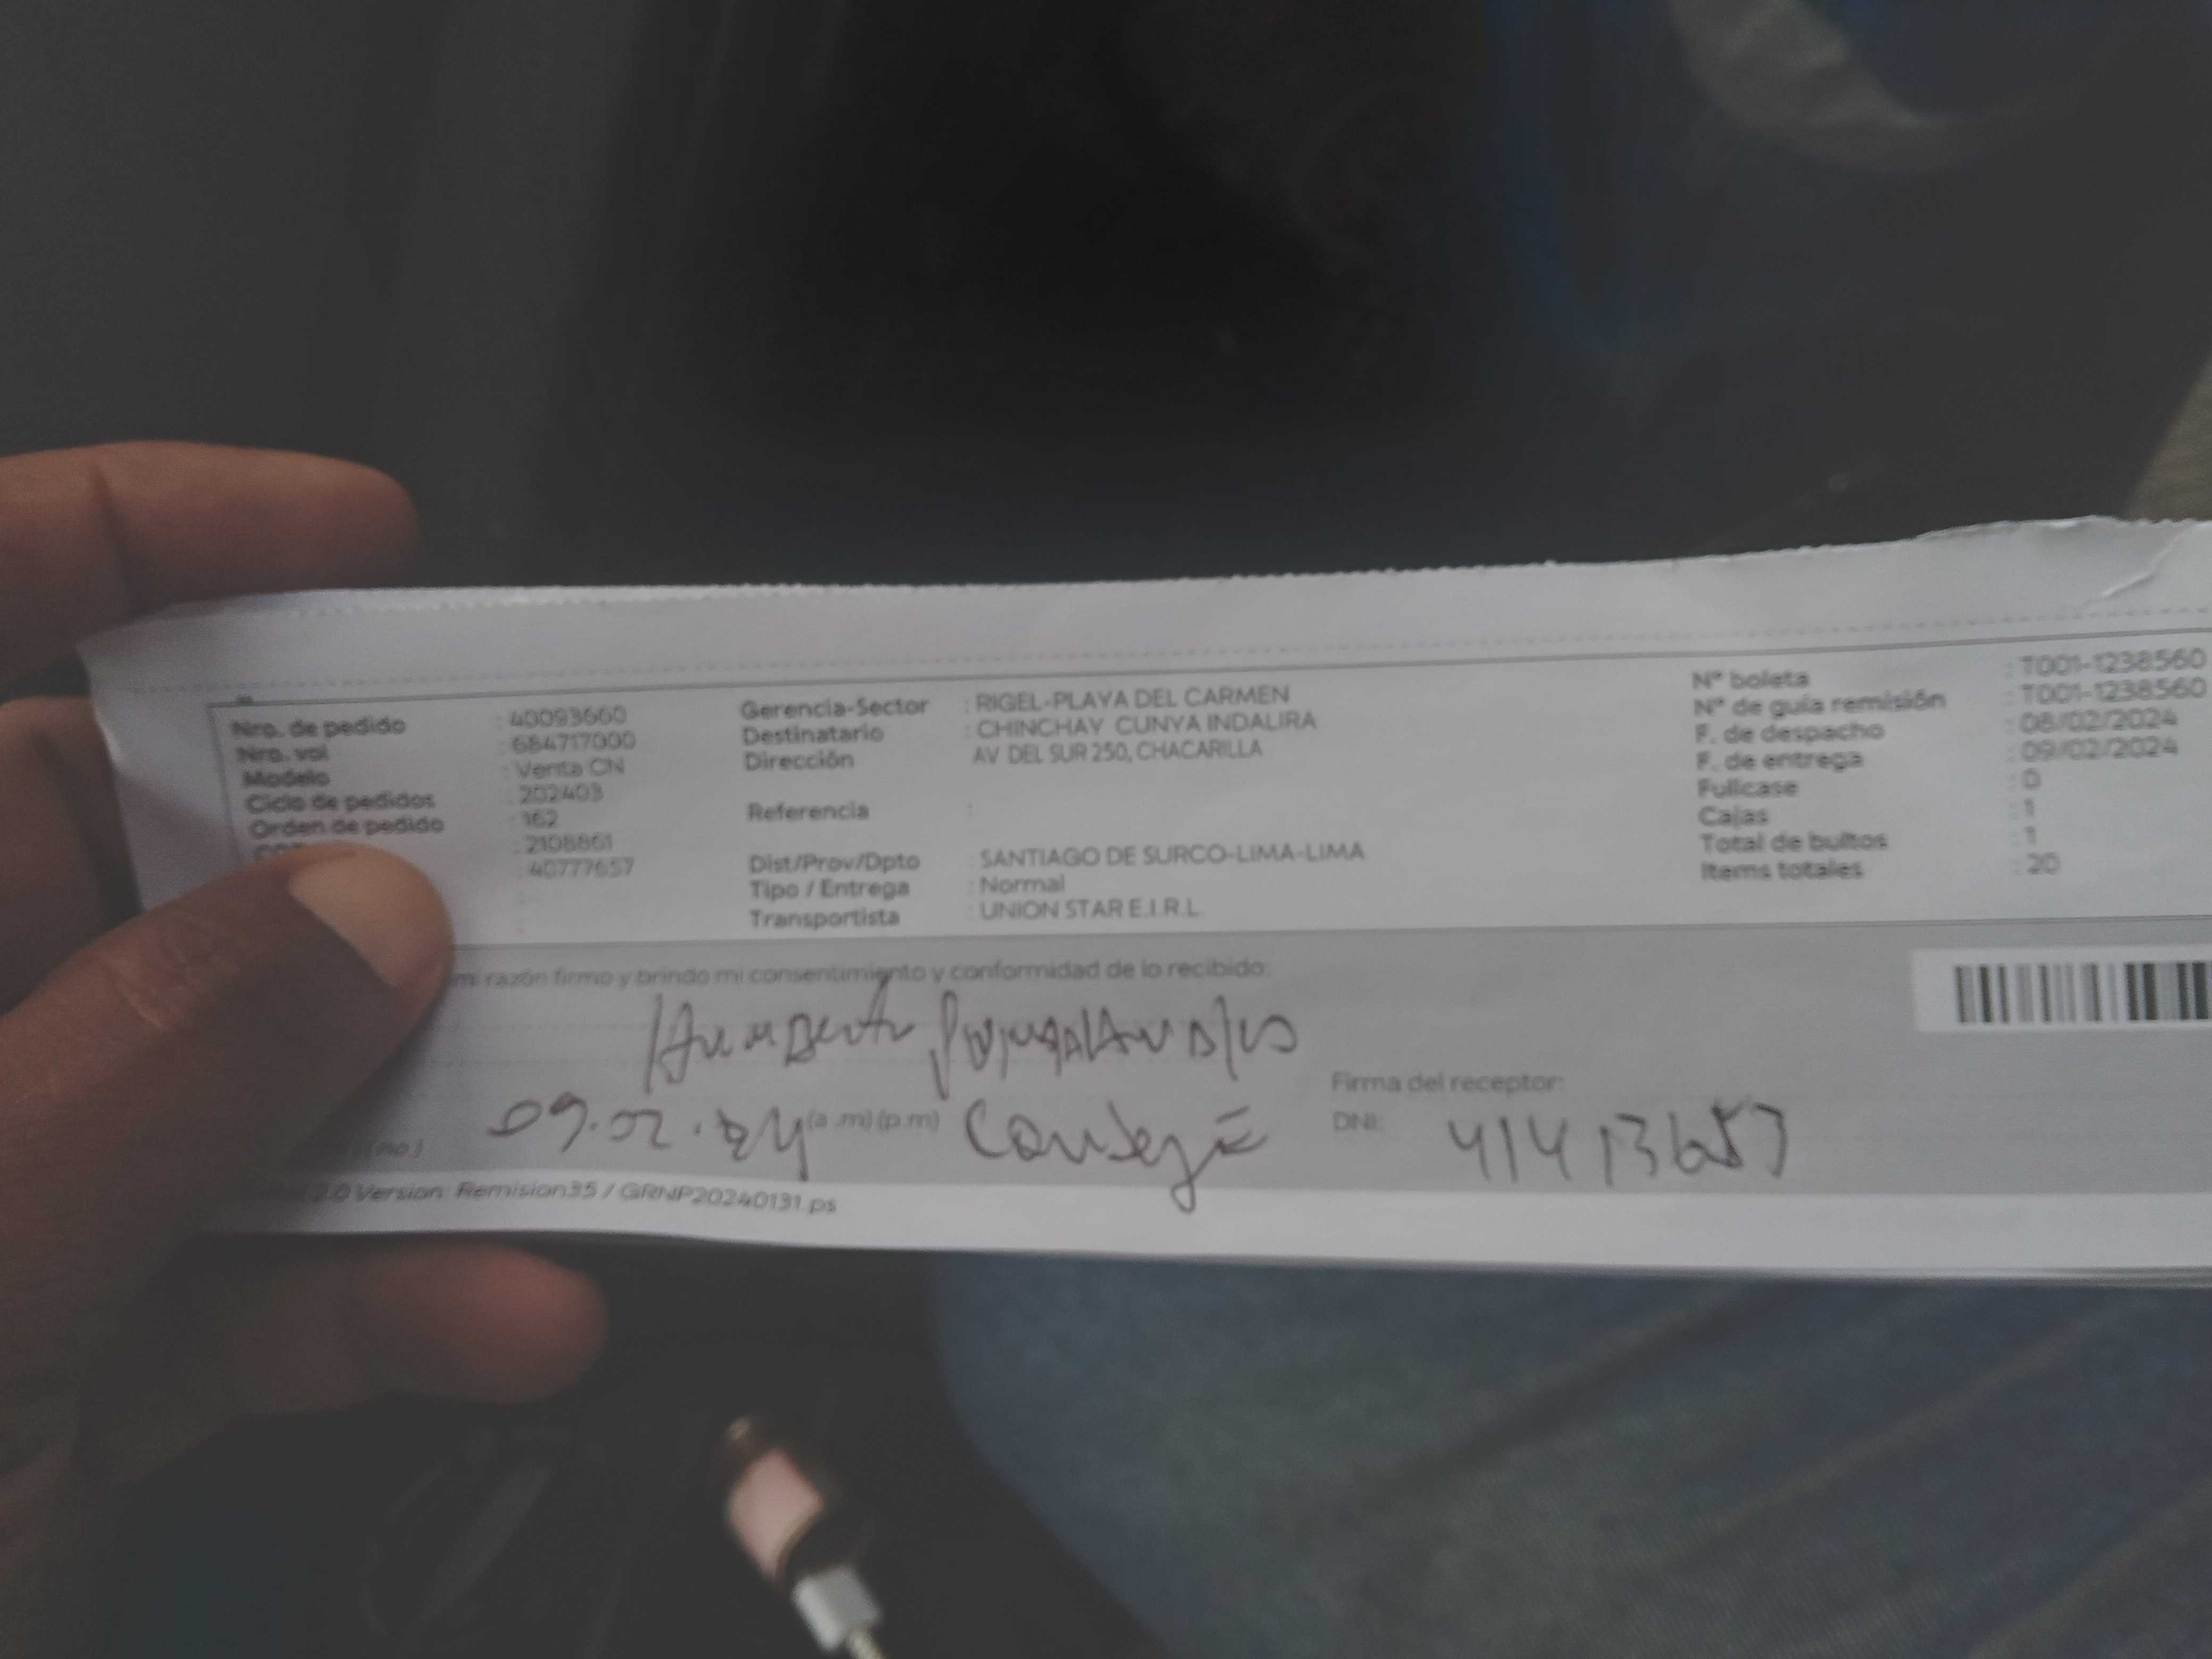 Nro. de pedido : 40093660
Nro. vol : 684717000
Modelo : Venta CN
Ciclo de pedidos : 202403
Orden de pedido : 162
: 2108861
: 40777657
Gerencia-Sector : RIGEL-PLAYA DEL CARMEN
Destinatario : CHINCHAY CUNYA INDALIRA
Dirección AV DEL SUR 250, CHACARILLA
Referencia :
Dist/Prov/Dpto : SANTIAGO DE SURCO-LIMA-LIMA
Tipo / Entrega : Normal
Transportista : UNION STAR E.I.R.L.
N° boleta : T001-1238560
N° de guía remisión : T001-1238560
F. de despacho : 08/02/2024
F. de entrega : 09/02/2024
Fullcase : 0
Cajas : 1
Total de bultos : 1
Items totales : 20
mi razón firmo y brindo mi consentimiento y conformidad de lo recibido:
Humberto
Firma del receptor:
09.02.24 (a.m) (p.m)
DNI:
2.0 Version: Remision35 / GRNP20240131.ps